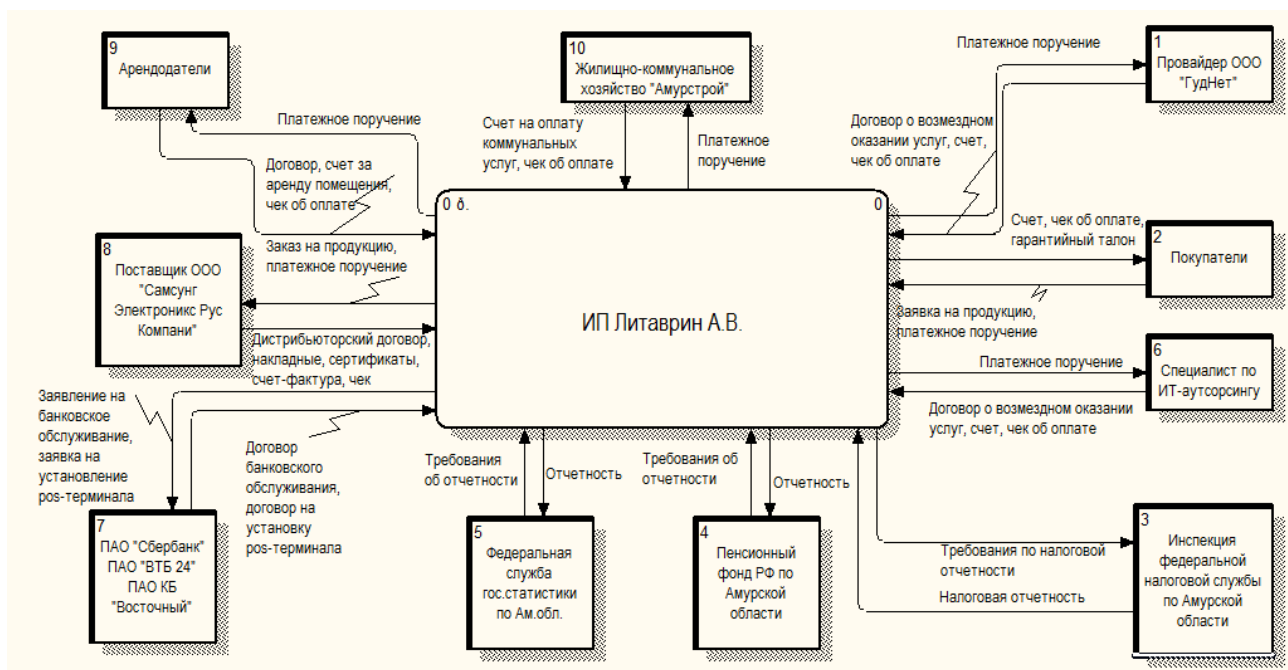 9
Арендодатели
10
Жилищно-коммунальное
хозяйство "Амурстрой"
Платежное поручение
1
Провайдер ООО
"ГудНет"
Платежное поручение
Счет на оплату
коммунальных
услуг, чек об оплате
Платежное
поручение
Договор о возмездном
оказании услуг, счет,
чек об оплате
Договор, счет за
аренду помещения,
чек об оплате
0 ð.
0
ИП Литаврин А.В.
Счет, чек об оплате,
гарантийный талон
2
Покупатели
8
Поставщик ООО
"Самсунг
Электроникс Рус
Компани"
Заказ на продукцию,
платежное поручение
Заявка на продукцию,
платежное поручение
Дистрибьюторский договор,
накладные, сертификаты,
счет-фактура, чек
Платежное поручение
6
Специалист по
ИТ-аутсорсингу
Заявление на
банковское
обслуживание,
заявка на
установление
pos-терминала
Договор о возмездном оказании
услуг, счет, чек об оплате
Договор
банковского
обслуживания,
договор на
установку
pos-терминала
Требования
об отчетности
Отчетность
Требования об
отчетности
Отчетность
7
ПАО "Сбербанк"
ПАО "ВТБ 24"
ПАО КБ
"Восточный"
5
Федеральная
служба
гос.статистики
по Ам.обл.
4
Пенсионный
фонд РФ по
Амурской
области
Требования по налоговой
отчетности
Налоговая отчетность
3
Инспекция
федеральной
налоговой службы
по Амурской
области